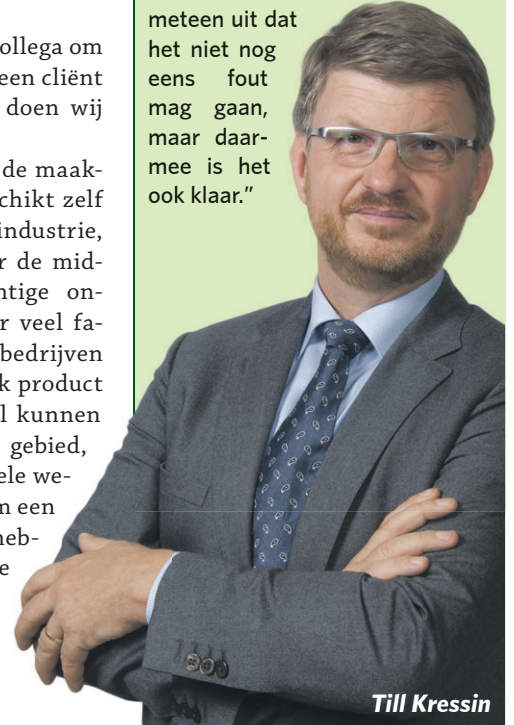 ollega om
een cliënt
doen wij
de maak-
chikt zelf
industrie,
r de mid-
ntige on-
r veel fa-
bedrijven
k product
l kunnen
gebied,
ele we-
n een
heb-
e
meteen uit dat
het niet nog
eens fout
mag gaan,
maar daar-
mee is het
ook klaar.”
Till Kressin